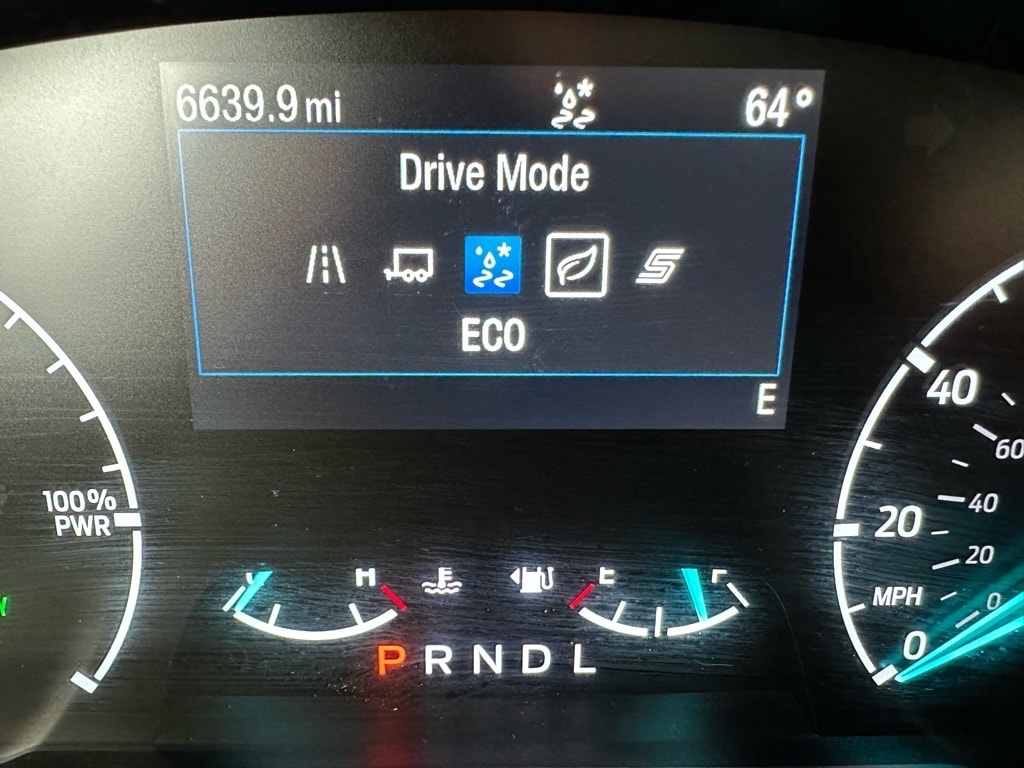 6639.9 mi 64°
Drive Mode
ECO
E
40
60
100%
PWR
20
40
20
MPH
0
0
H E F
P R N D L